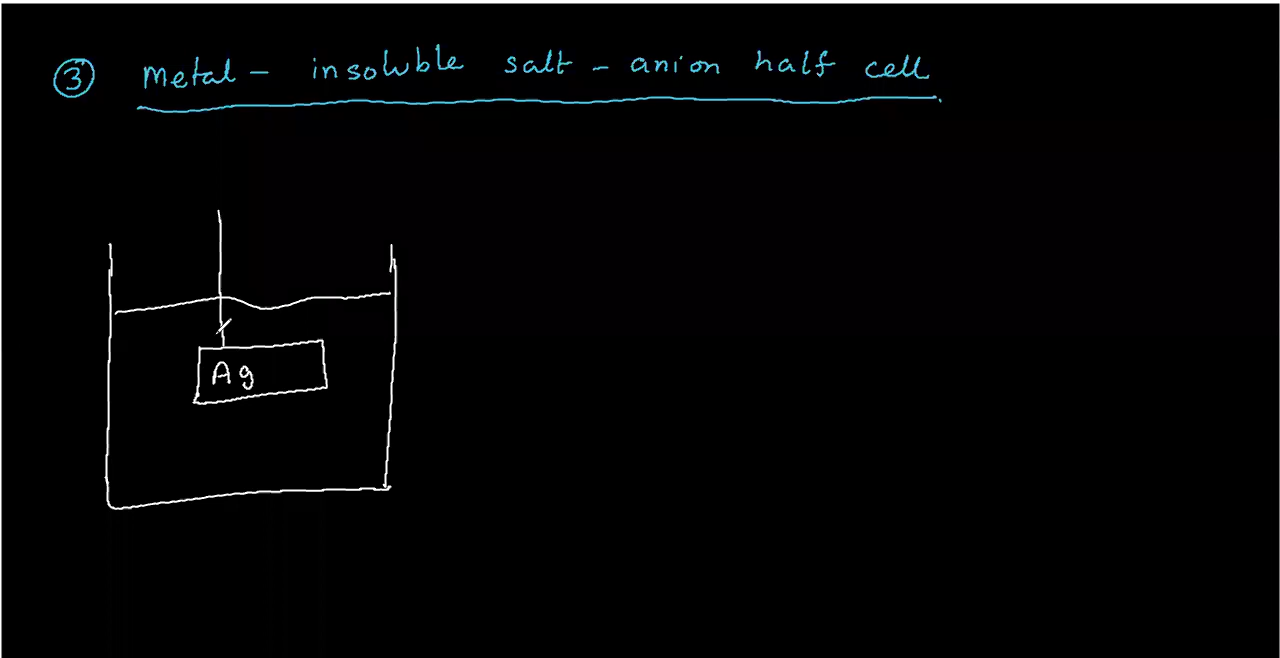 ③ Metal - insoluble salt - anion half cell
Ag